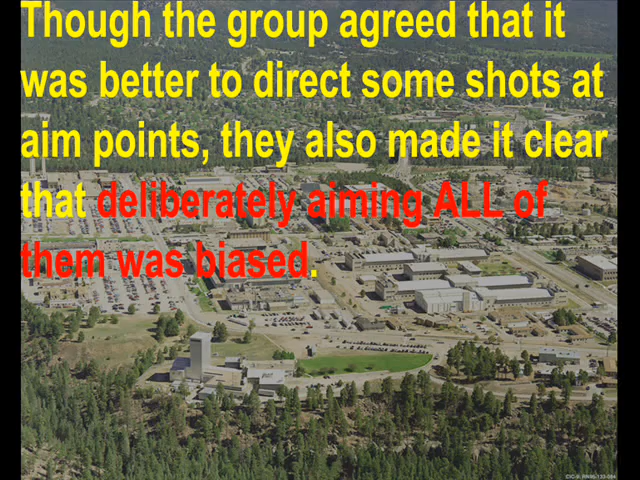 Though the group agreed that it
was better to direct some shots at
aim points, they also made it clear
that deliberately aiming ALL of
them was biased.